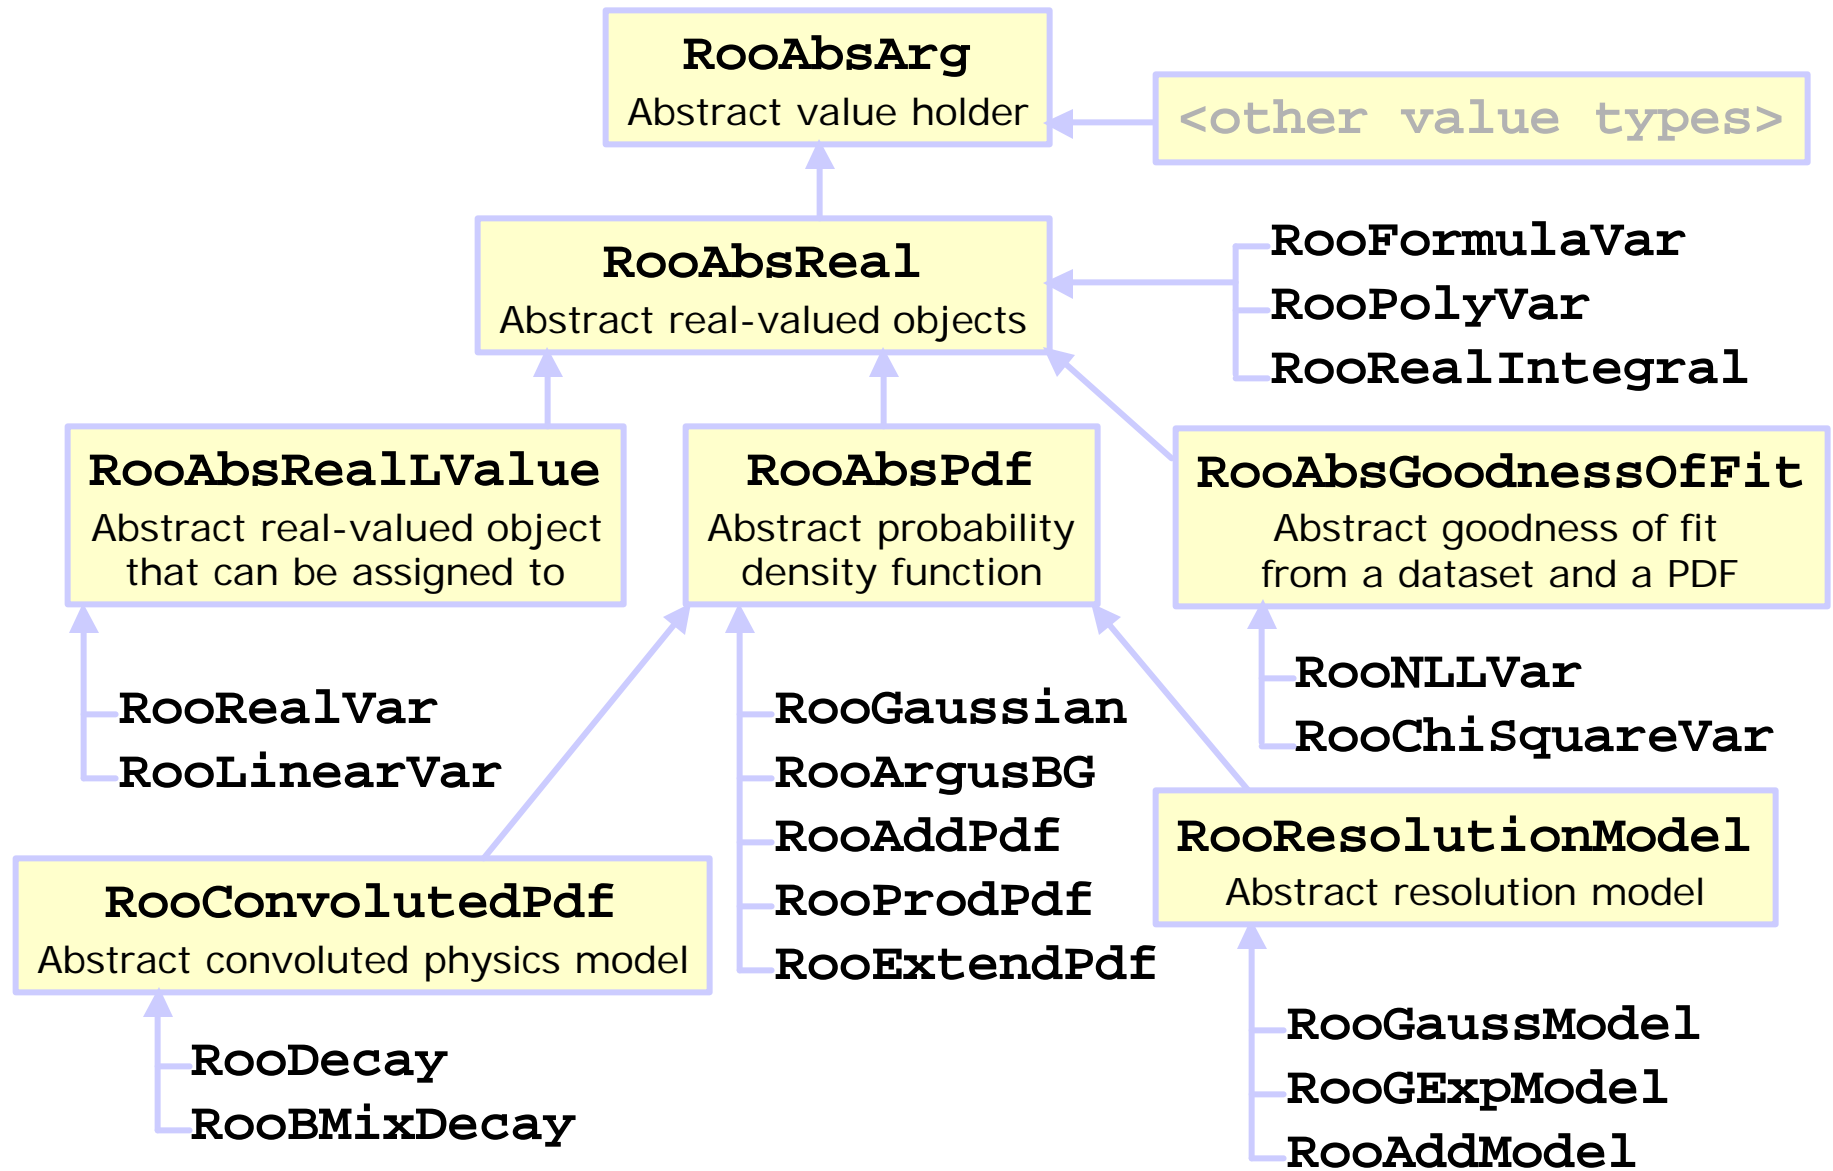 RooAbsArg
Abstract value holder
<other value types>
RooAbsReal
Abstract real-valued objects
RooFormulaVar
RooPolyVar
RooRealIntegral
RooAbsRealLValue
Abstract real-valued object
that can be assigned to
RooAbsPdf
Abstract probability
density function
RooAbsGoodnessOfFit
Abstract goodness of fit
from a dataset and a PDF
RooRealVar
RooLinearVar
RooGaussian
RooArgusBG
RooAddPdf
RooProdPdf
RooExtendPdf
RooNLLVar
RooChiSquareVar
RooConvolutedPdf
Abstract convoluted physics model
RooDecay
RooBMixDecay
RooResolutionModel
Abstract resolution model
RooGaussModel
RooGExpModel
RooAddModel